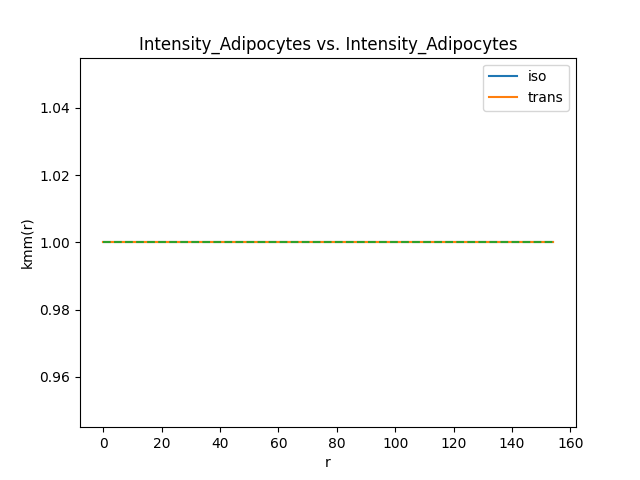 Intensity_Adipocytes vs. Intensity_Adipocytes
iso
trans
1.04
1.02
1.00
0.98
0.96
kmm(r)
0 20 40 60 80 100 120 140 160
r